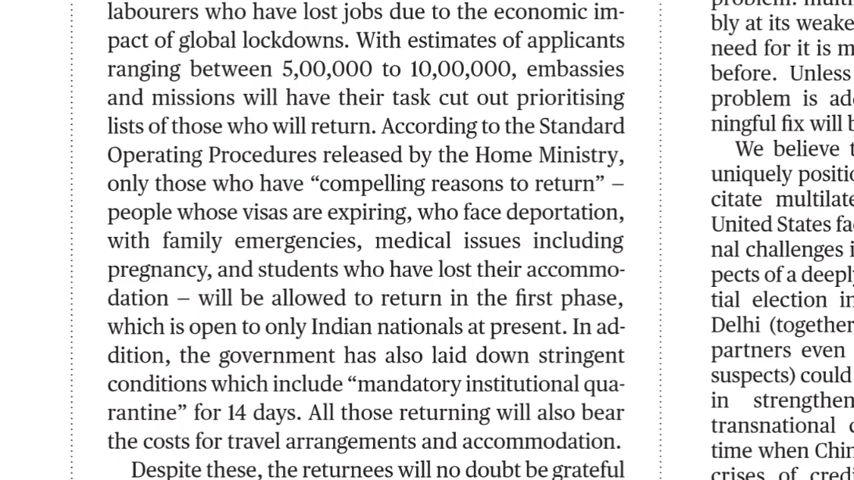 labourers who have lost jobs due to the economic im-
pact of global lockdowns. With estimates of applicants
ranging between 5,00,000 to 10,00,000, embassies
and missions will have their task cut out prioritising
lists of those who will return. According to the Standard
Operating Procedures released by the Home Ministry,
only those who have “compelling reasons to return” –
people whose visas are expiring, who face deportation,
with family emergencies, medical issues including
pregnancy, and students who have lost their accommo-
dation – will be allowed to return in the first phase,
which is open to only Indian nationals at present. In ad-
dition, the government has also laid down stringent
conditions which include “mandatory institutional qua-
rantine” for 14 days. All those returning will also bear
the costs for travel arrangements and accommodation.
Despite these, the returnees will no doubt be grateful
bly at its weake
need for it is m
before. Unless
problem is ad
ningful fix will b
We believe t
uniquely positi
citate multilat
United States fa
nal challenges i
pects of a deepl
tial election in
Delhi (together
partners even
suspects) could
in strengthen
transnational c
time when Chin
crises of cred